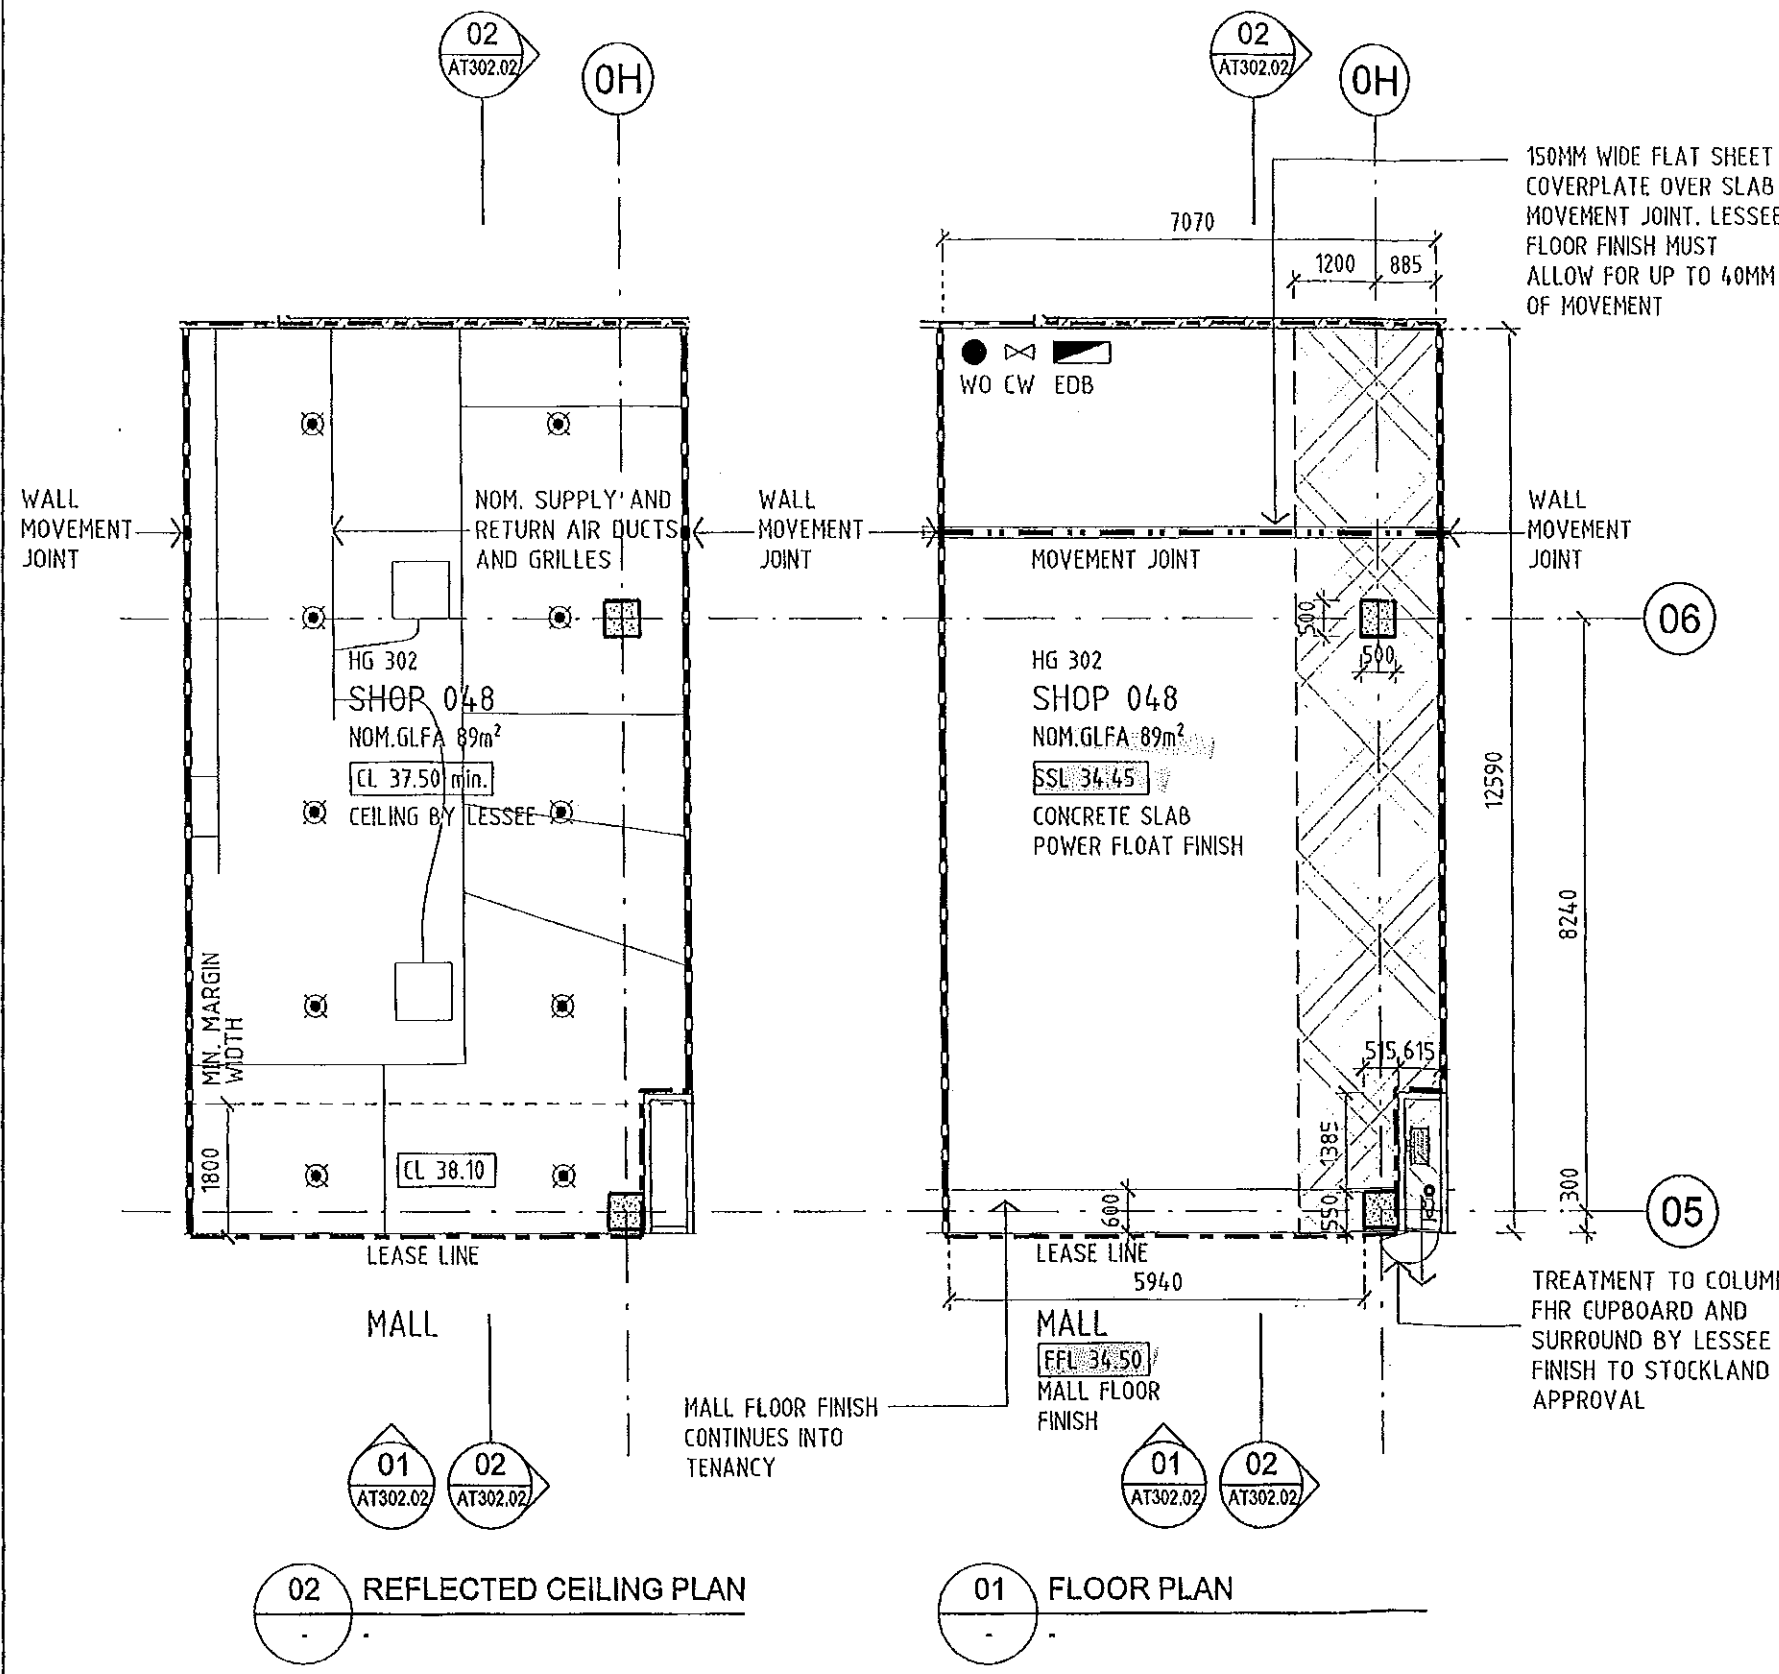 02
AT302.02
0H
02
AT302.02
0H
150MM WIDE FLAT SHEET
COVERPLATE OVER SLAB
MOVEMENT JOINT. LESSEE
FLOOR FINISH MUST
ALLOW FOR UP TO 40MM
OF MOVEMENT
7070
1200
885
WO CW EDB
WALL
MOVEMENT
JOINT
NOM. SUPPLY AND
RETURN AIR DUCTS
AND GRILLES
WALL
MOVEMENT
JOINT
MOVEMENT JOINT
WALL
MOVEMENT
JOINT
06
500
500
HG 302
SHOP 048
NOM.GLFA 89m²
CL 37.50 min.
CEILING BY LESSEE
HG 302
SHOP 048
NOM.GLFA 89m²
SSL 34.45
CONCRETE SLAB
POWER FLOAT FINISH
12590
8240
MIN. MARGIN
WIDTH
1800
CL 38.10
515
615
1385
550
600
300
05
LEASE LINE
LEASE LINE
5940
MALL
MALL
FFL 34.50
MALL FLOOR
FINISH
MALL FLOOR FINISH
CONTINUES INTO
TENANCY
TREATMENT TO COLUM
FHR CUPBOARD AND
SURROUND BY LESSEE
FINISH TO STOCKLAND
APPROVAL
01
AT302.02
02
AT302.02
01
AT302.02
02
AT302.02
02 REFLECTED CEILING PLAN
- -
01 FLOOR PLAN
- -